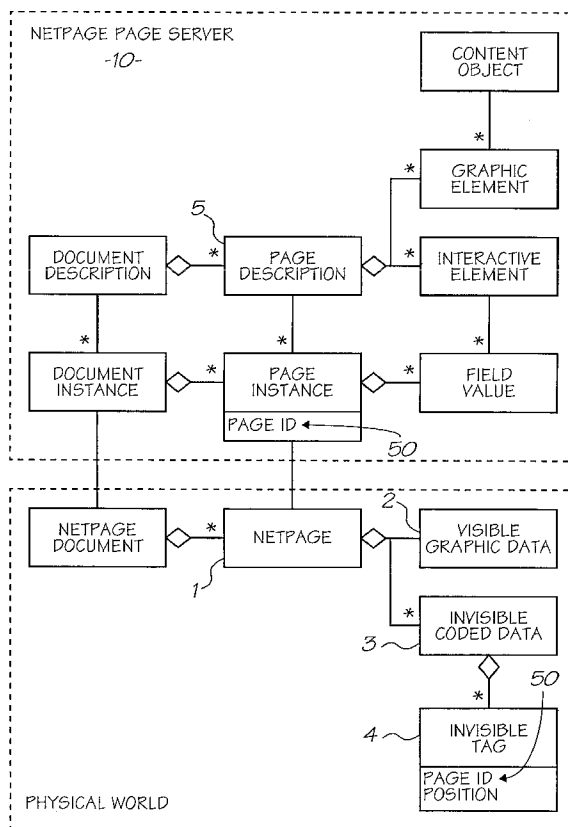 NETPAGE PAGE SERVER
-10-
CONTENT
OBJECT
*
GRAPHIC
ELEMENT
*
5
DOCUMENT
DESCRIPTION
*
PAGE
DESCRIPTION
*
INTERACTIVE
ELEMENT
*
*
*
DOCUMENT
INSTANCE
*
PAGE
INSTANCE
*
FIELD
VALUE
PAGE ID
50
NETPAGE
DOCUMENT
*
NETPAGE
1
2
VISIBLE
GRAPHIC DATA
*
INVISIBLE
CODED DATA
3
*
50
4
INVISIBLE
TAG
PAGE ID
POSITION
PHYSICAL WORLD